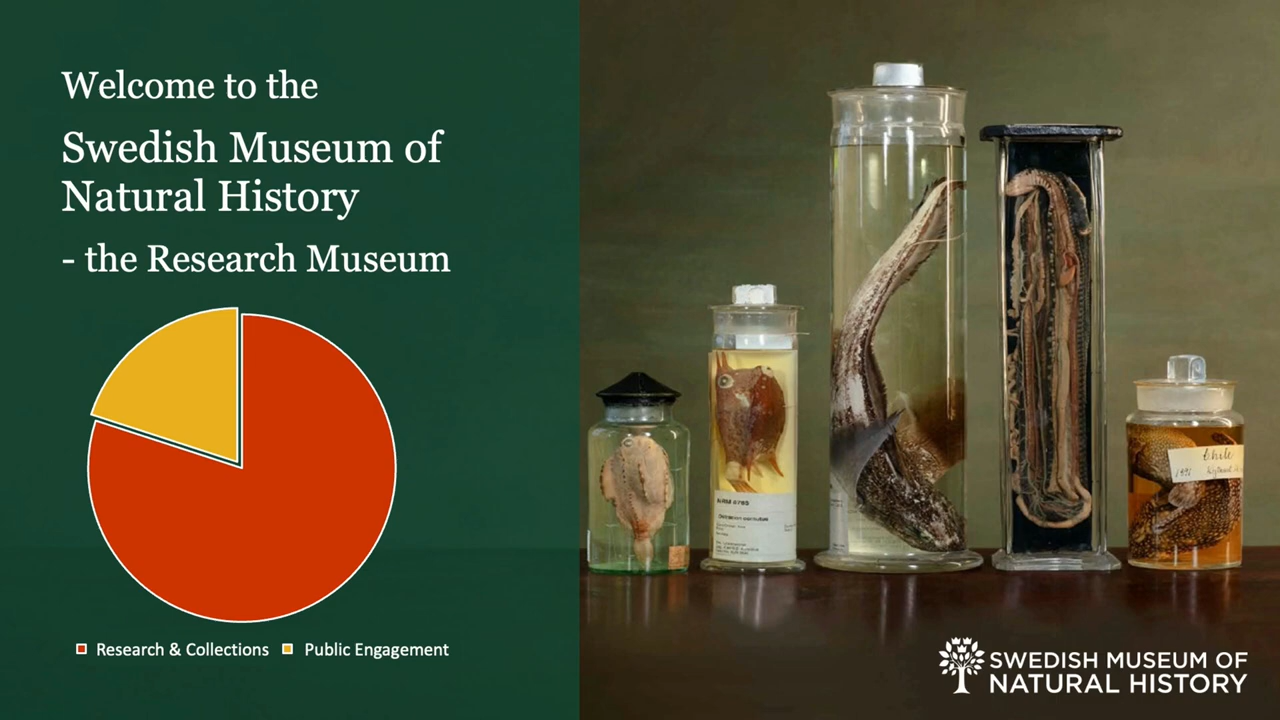 Welcome to the
Swedish Museum of
Natural History
- the Research Museum
Research & Collections
Public Engagement
Chile
SWEDISH MUSEUM OF
NATURAL HISTORY